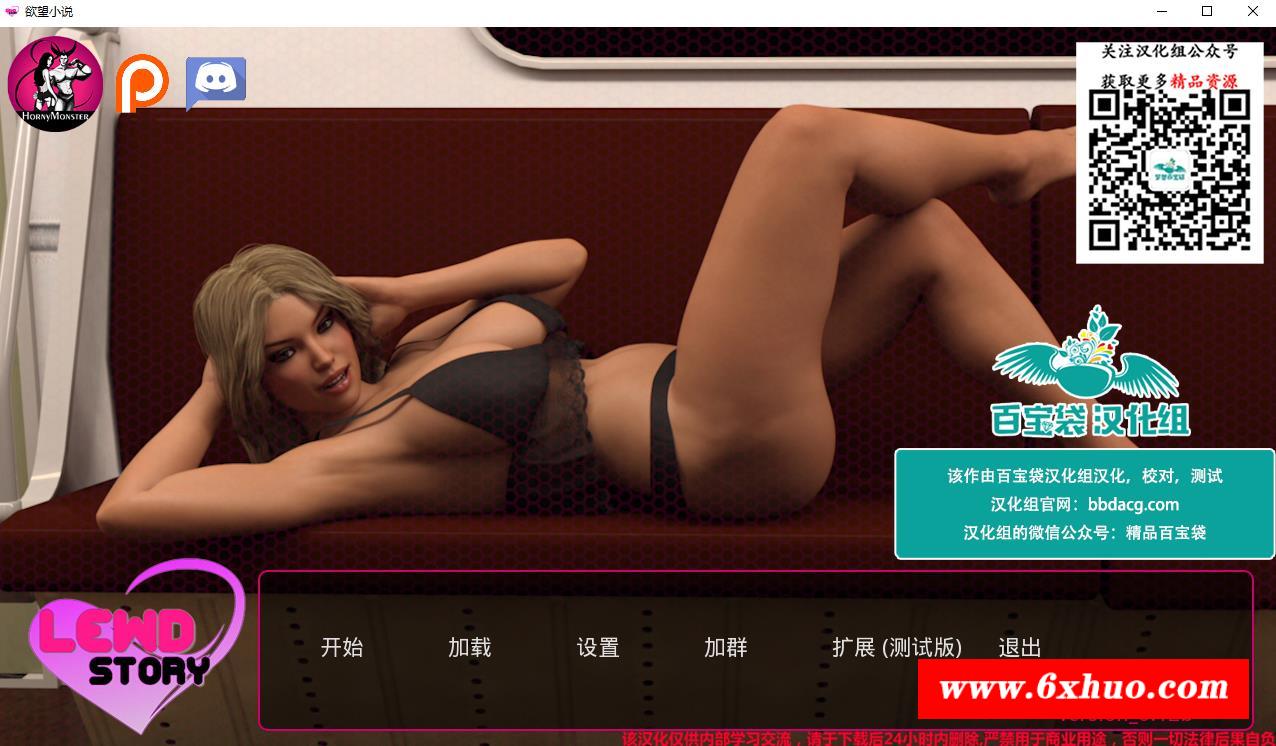 欲望小说
HORNYMONSTER
关注汉化组公众号
获取更多精品资源
百宝袋汉化组
该作由百宝袋汉化组汉化，校对，测试
汉化组官网：bbdacg.com
汉化组的微信公众号：精品百宝袋
LEWD
STORY
开始 加载 设置 加群 扩展 (测试版) 退出
www.6xhuo.com
该汉化仅供内部学习交流，请于下载后24小时内删除,严禁用于商业用途，否则一切法律后果自负